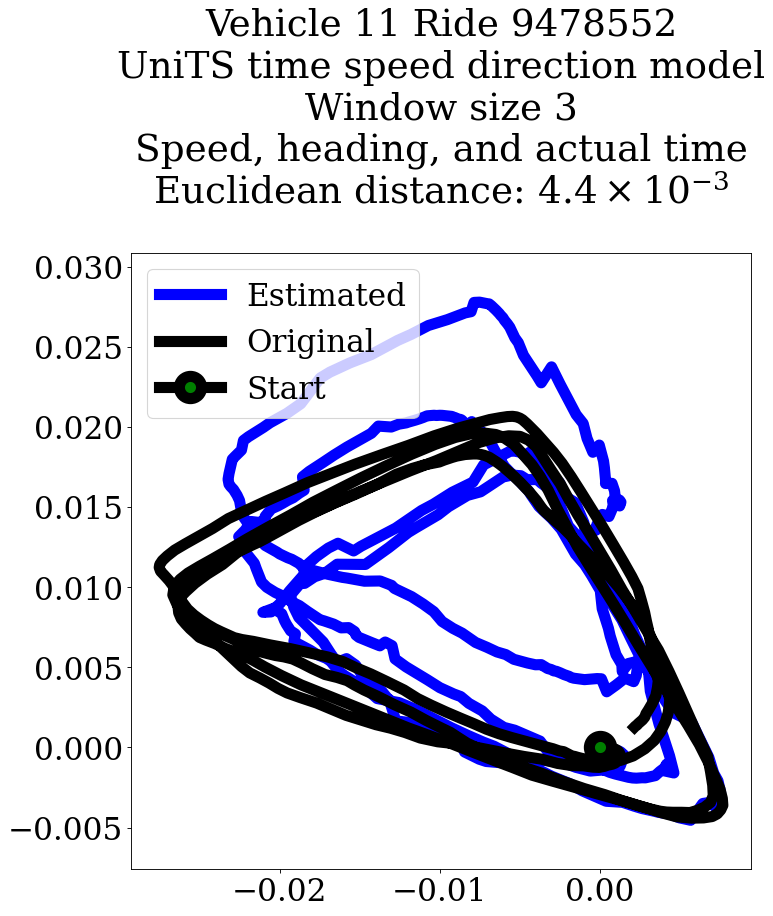 Vehicle 11 Ride 9478552
UniTS time speed direction model
Window size 3
Speed, heading, and actual time
Euclidean distance: 4.4 × 10⁻³
0.030
Estimated
0.025
Original
Start
0.020
0.015
0.010
0.005
0.000
−0.005
−0.02 −0.01 0.00